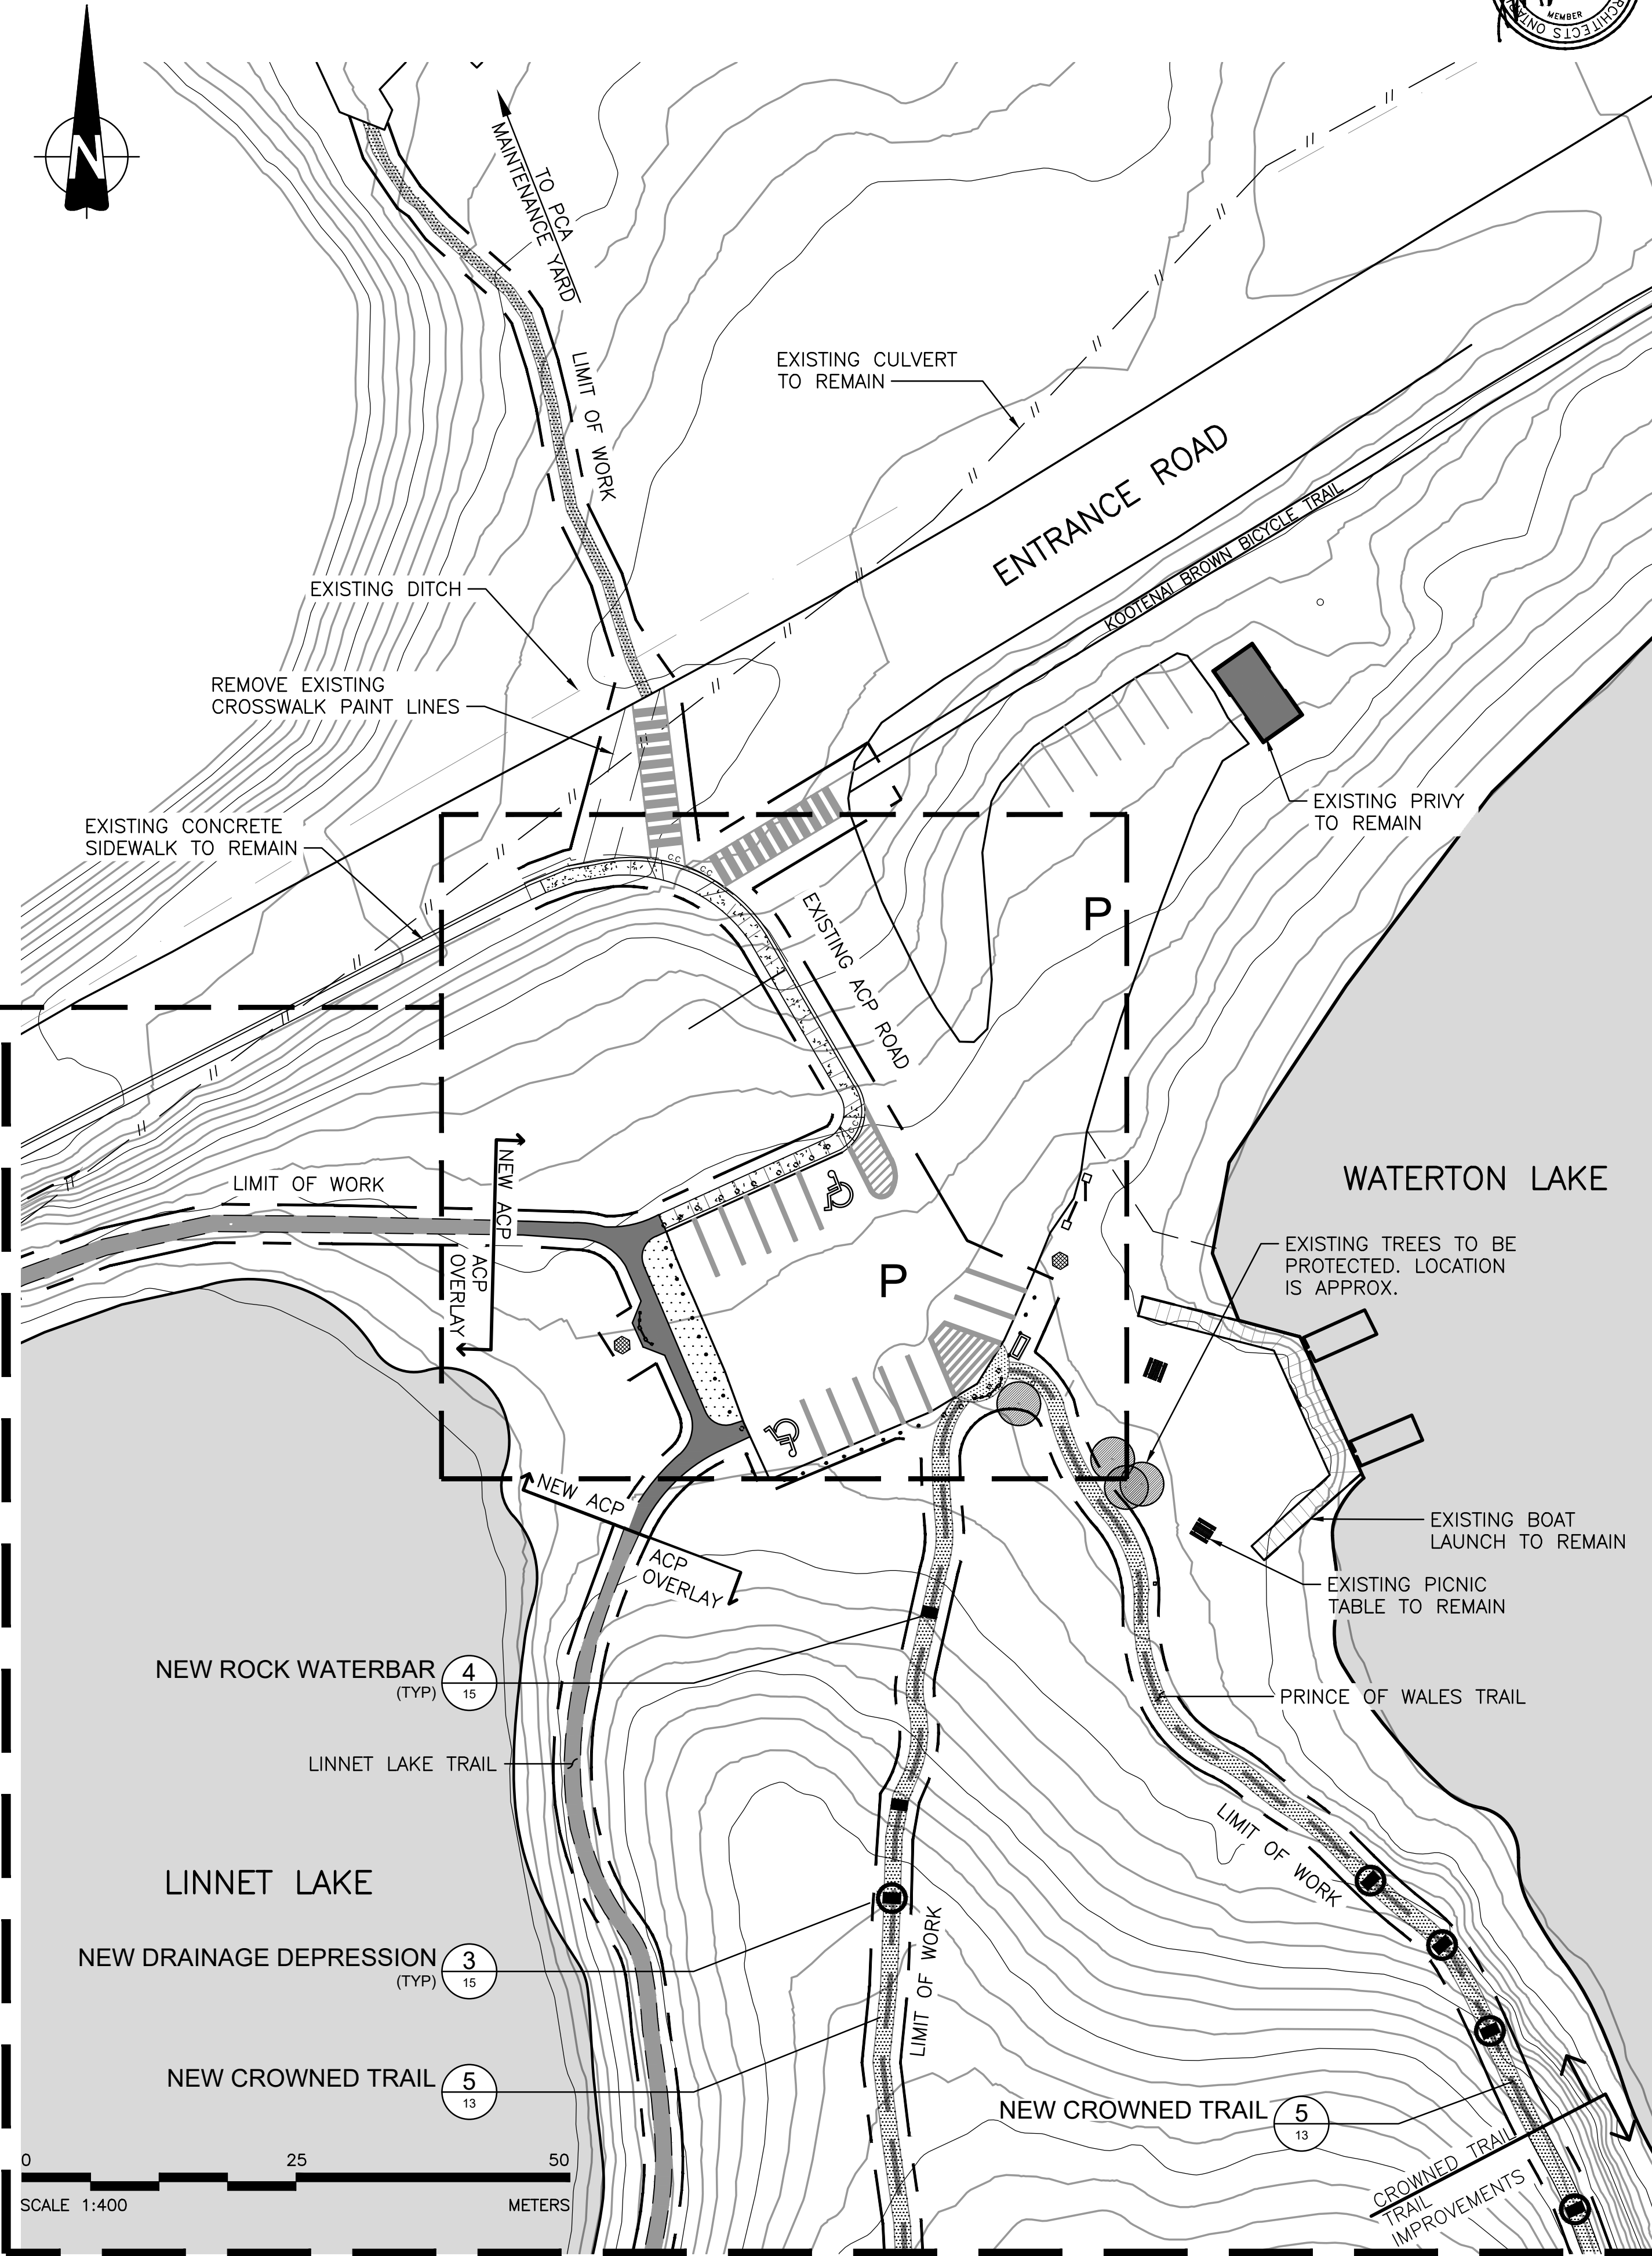 MEMBER
ARCHITECTS ONTA
N
TO PCA
MAINTENANCE YARD
LIMIT OF WORK
EXISTING CULVERT
TO REMAIN
ENTRANCE ROAD
KOOTENAI BROWN BICYCLE TRAIL
EXISTING DITCH
REMOVE EXISTING
CROSSWALK PAINT LINES
EXISTING CONCRETE
SIDEWALK TO REMAIN
EXISTING PRIVY
TO REMAIN
CC
CC
P
EXISTING ACP ROAD
CC
WATERTON LAKE
LIMIT OF WORK
NEW ACP
ACP
OVERLAY
P
EXISTING TREES TO BE
PROTECTED. LOCATION
IS APPROX.
NEW ACP
ACP
OVERLAY
EXISTING BOAT
LAUNCH TO REMAIN
EXISTING PICNIC
TABLE TO REMAIN
NEW ROCK WATERBAR
(TYP)
4
15
PRINCE OF WALES TRAIL
LINNET LAKE TRAIL
LIMIT OF WORK
LINNET LAKE
LIMIT OF WORK
NEW DRAINAGE DEPRESSION
(TYP)
3
15
NEW CROWNED TRAIL
5
13
NEW CROWNED TRAIL
5
13
CROWNED TRAIL
TRAIL
IMPROVEMENTS
0 25 50
SCALE 1:400 METERS